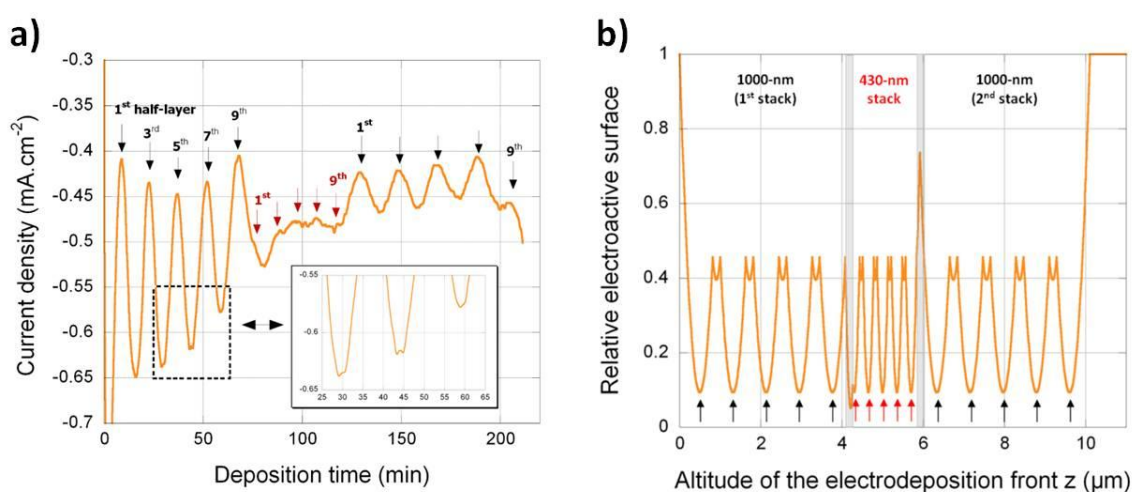 a)
-0.3
-0.35
-0.4
-0.45
-0.5
-0.55
-0.6
-0.65
-0.7
Current density (mA.cm-2)
1st half-layer
3rd
5th
7th
9th
1st
9th
1st
9th
-0.55
-0.6
-0.65
25 30 35 40 45 50 55 60 65
0 50 100 150 200
Deposition time (min)
b)
1
0.8
0.6
0.4
0.2
0
Relative electroactive surface
1000-nm
(1st stack)
430-nm
stack
1000-nm
(2nd stack)
0 2 4 6 8 10
Altitude of the electrodeposition front z (µm)